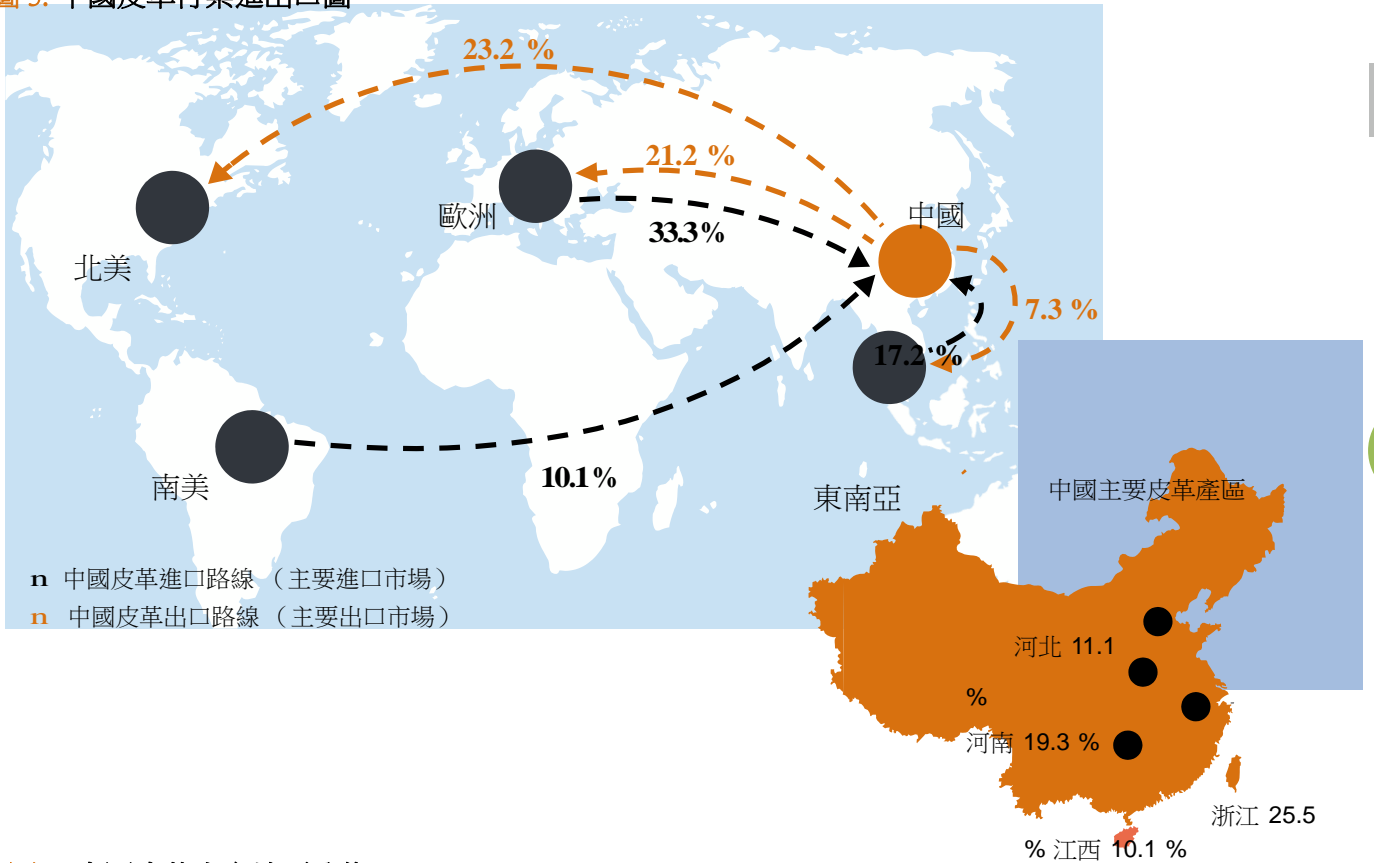 中國皮革行業進出口圖
23.2 %
21.2 %
歐洲
33.3%
中國
北美
7.3 %
17.2 %
南美
10.1%
東南亞
中國主要皮革產區
n 中國皮革進口路線 （主要進口市場）
n 中國皮革出口路線 （主要出口市場）
河北 11.1
%
河南 19.3 %
浙江 25.5
% 江西 10.1 %